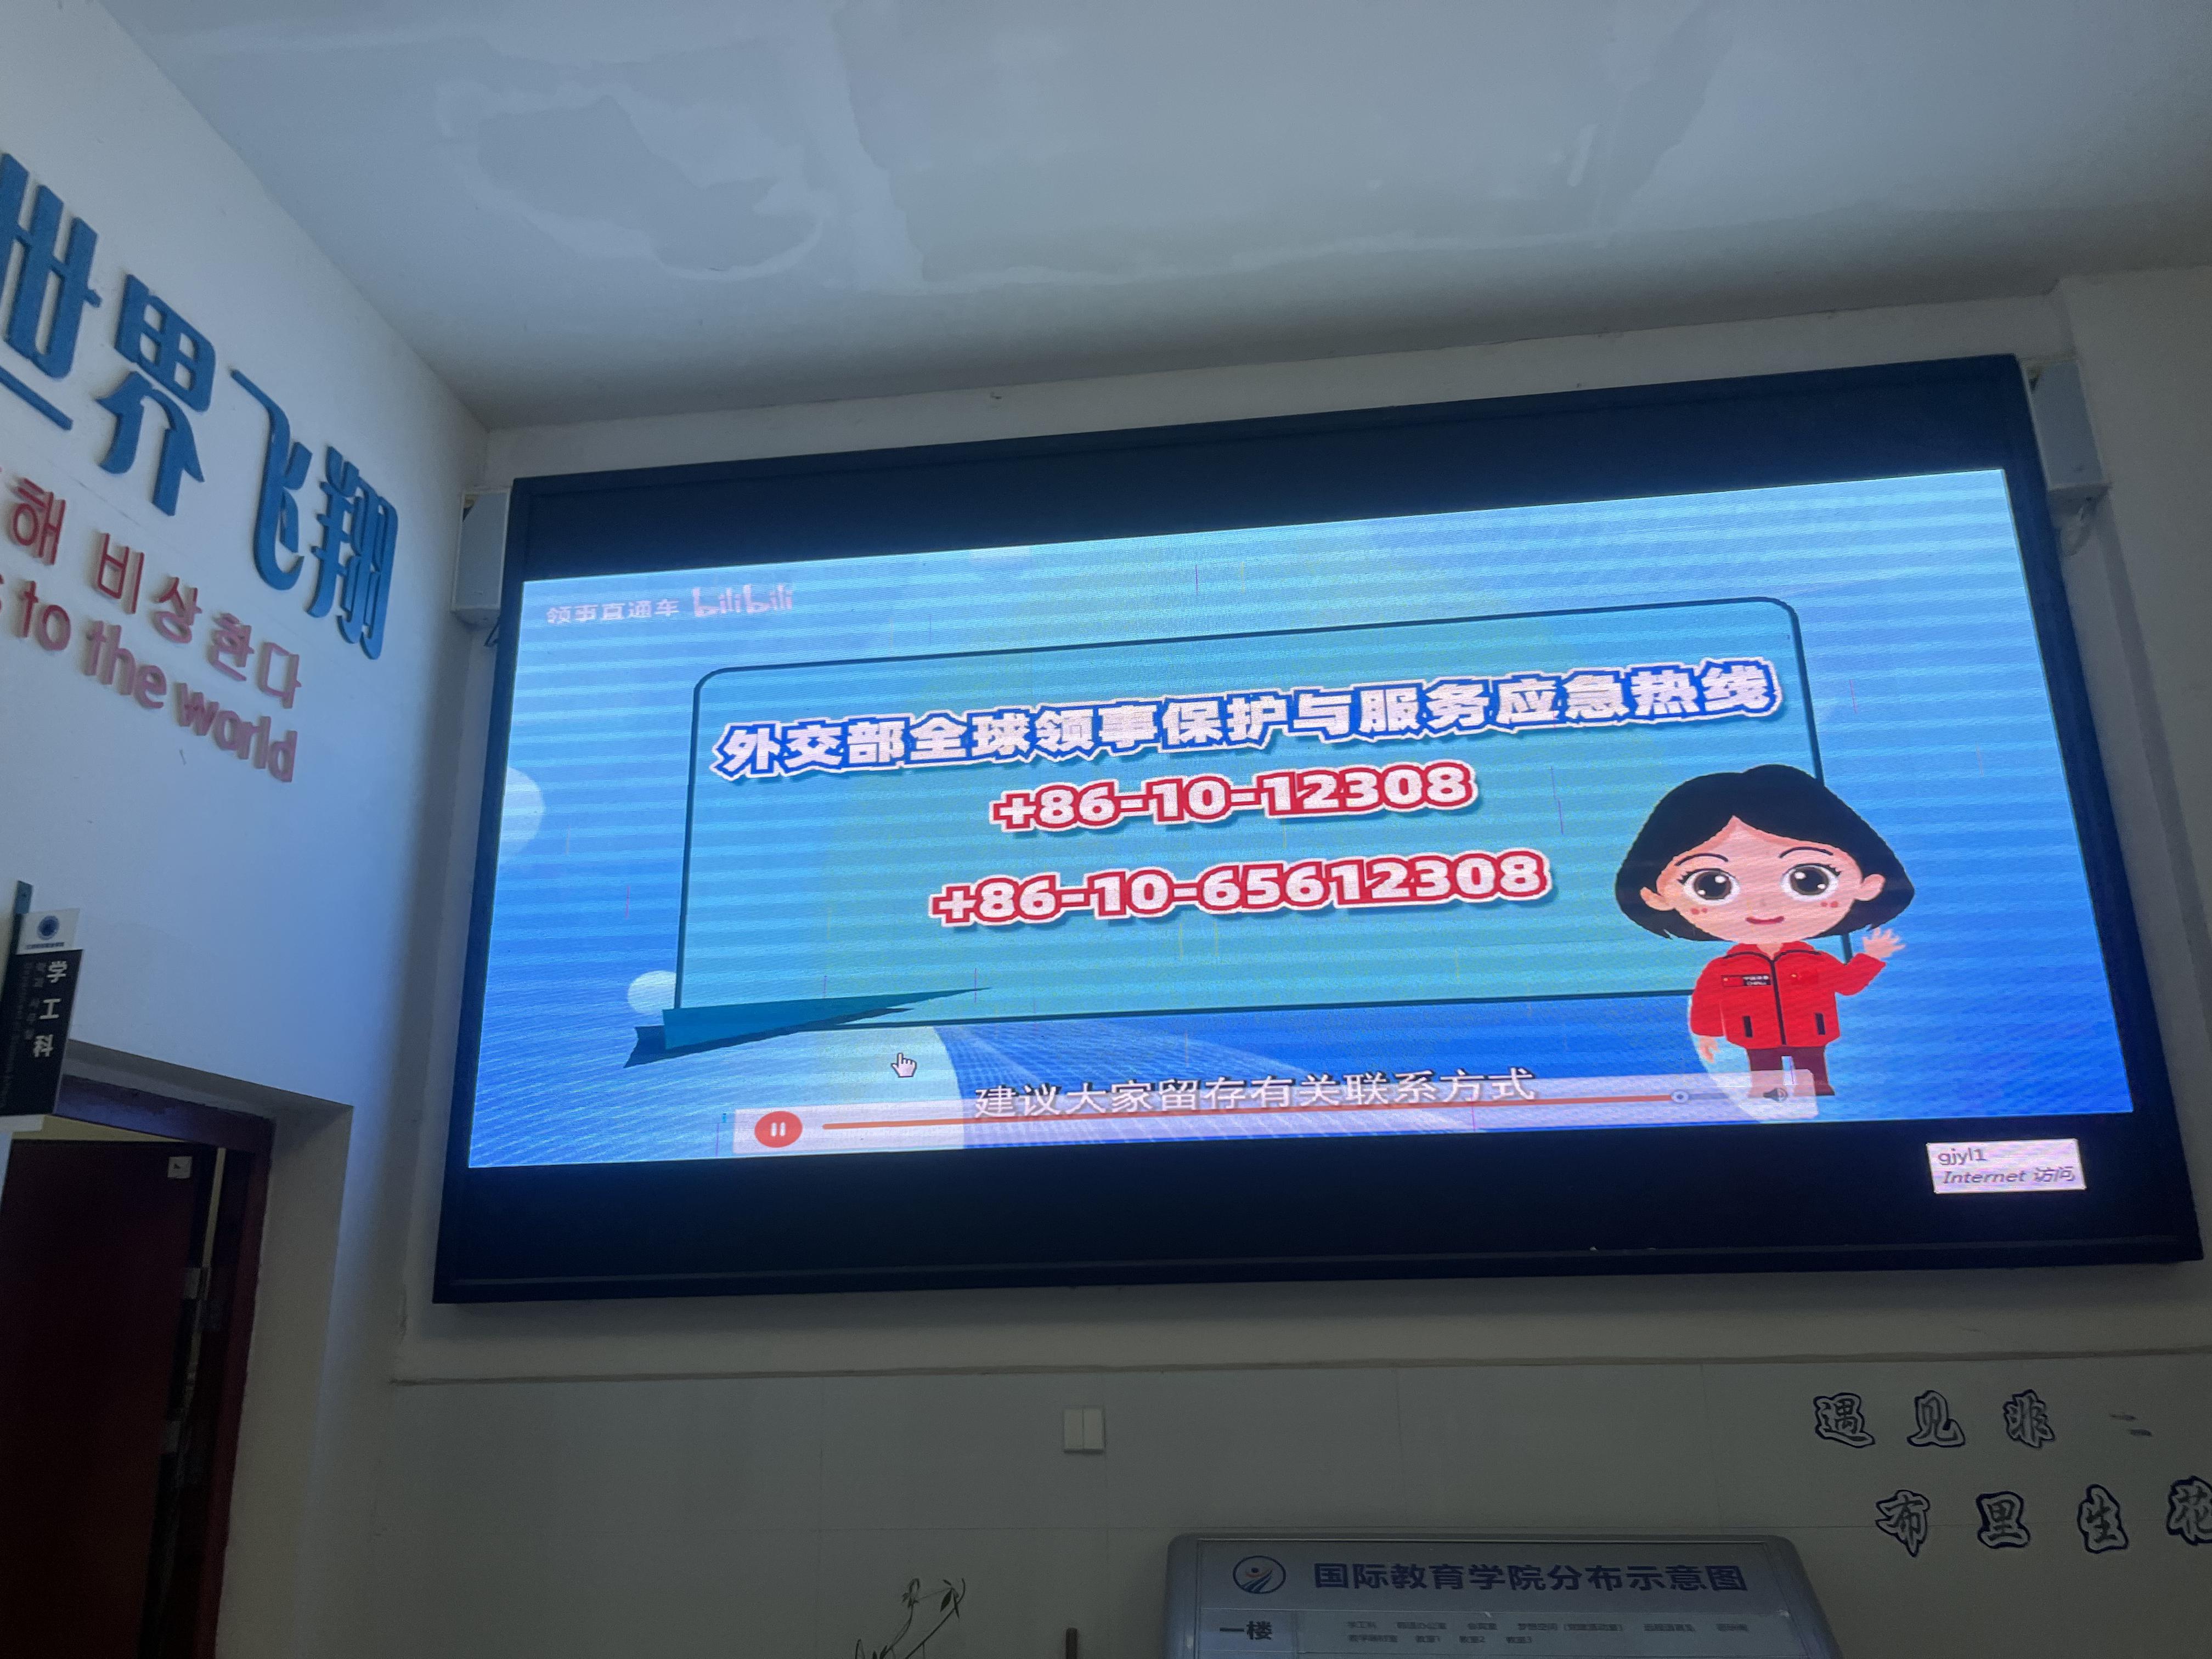 世界飞翔
해 비상한다
to the world
学工科
领事直通车 bilibili
外交部全球领事保护与服务应急热线
+86-10-12308
+86-10-65612308
建议大家留存有关联系方式
gjyl1
Internet 访问
遇见非
布里生花
国际教育学院分布示意图
一楼